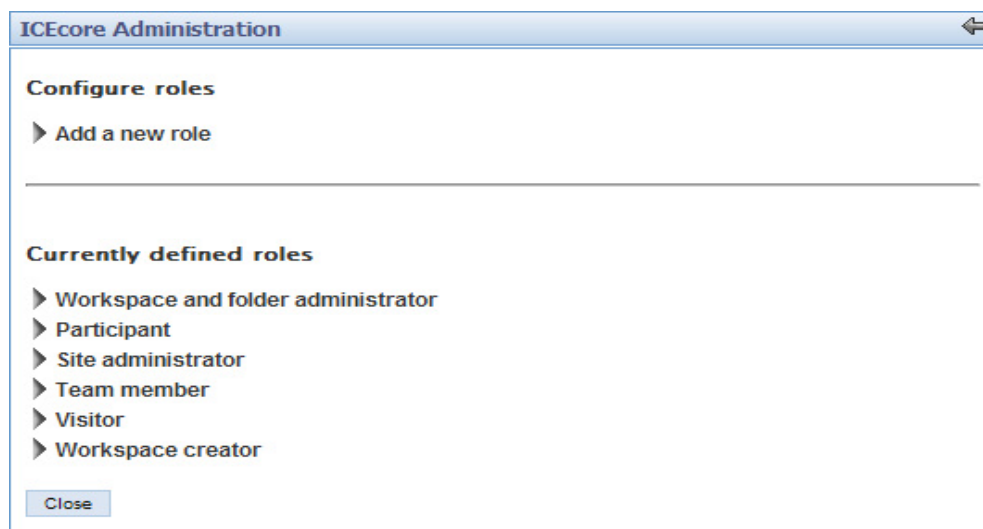 ICEcore Administration
Configure roles
Add a new role
Currently defined roles
Workspace and folder administrator
Participant
Site administrator
Team member
Visitor
Workspace creator
Close